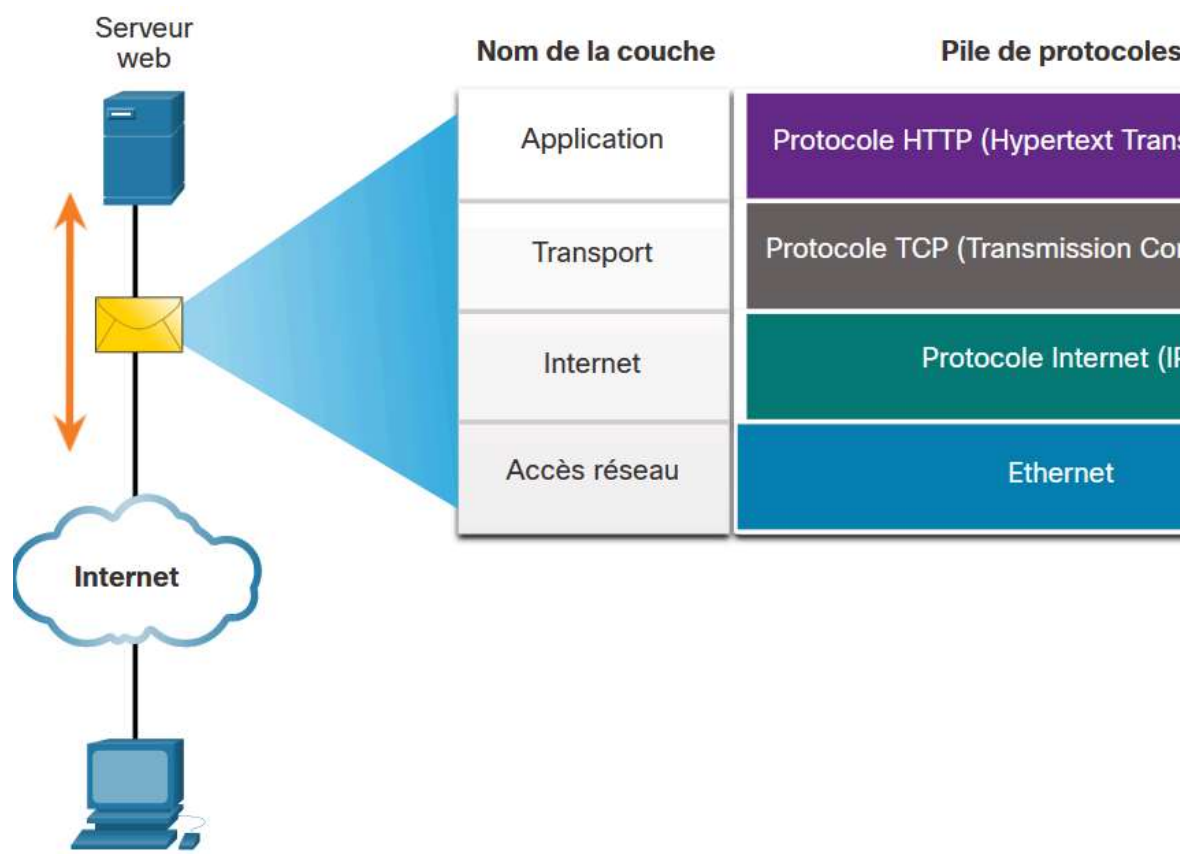 Serveur
web
Nom de la couche
Pile de protocoles
Application
Protocole HTTP (Hypertext Trans
Transport
Protocole TCP (Transmission Con
Internet
Protocole Internet (IP
Accès réseau
Ethernet
Internet